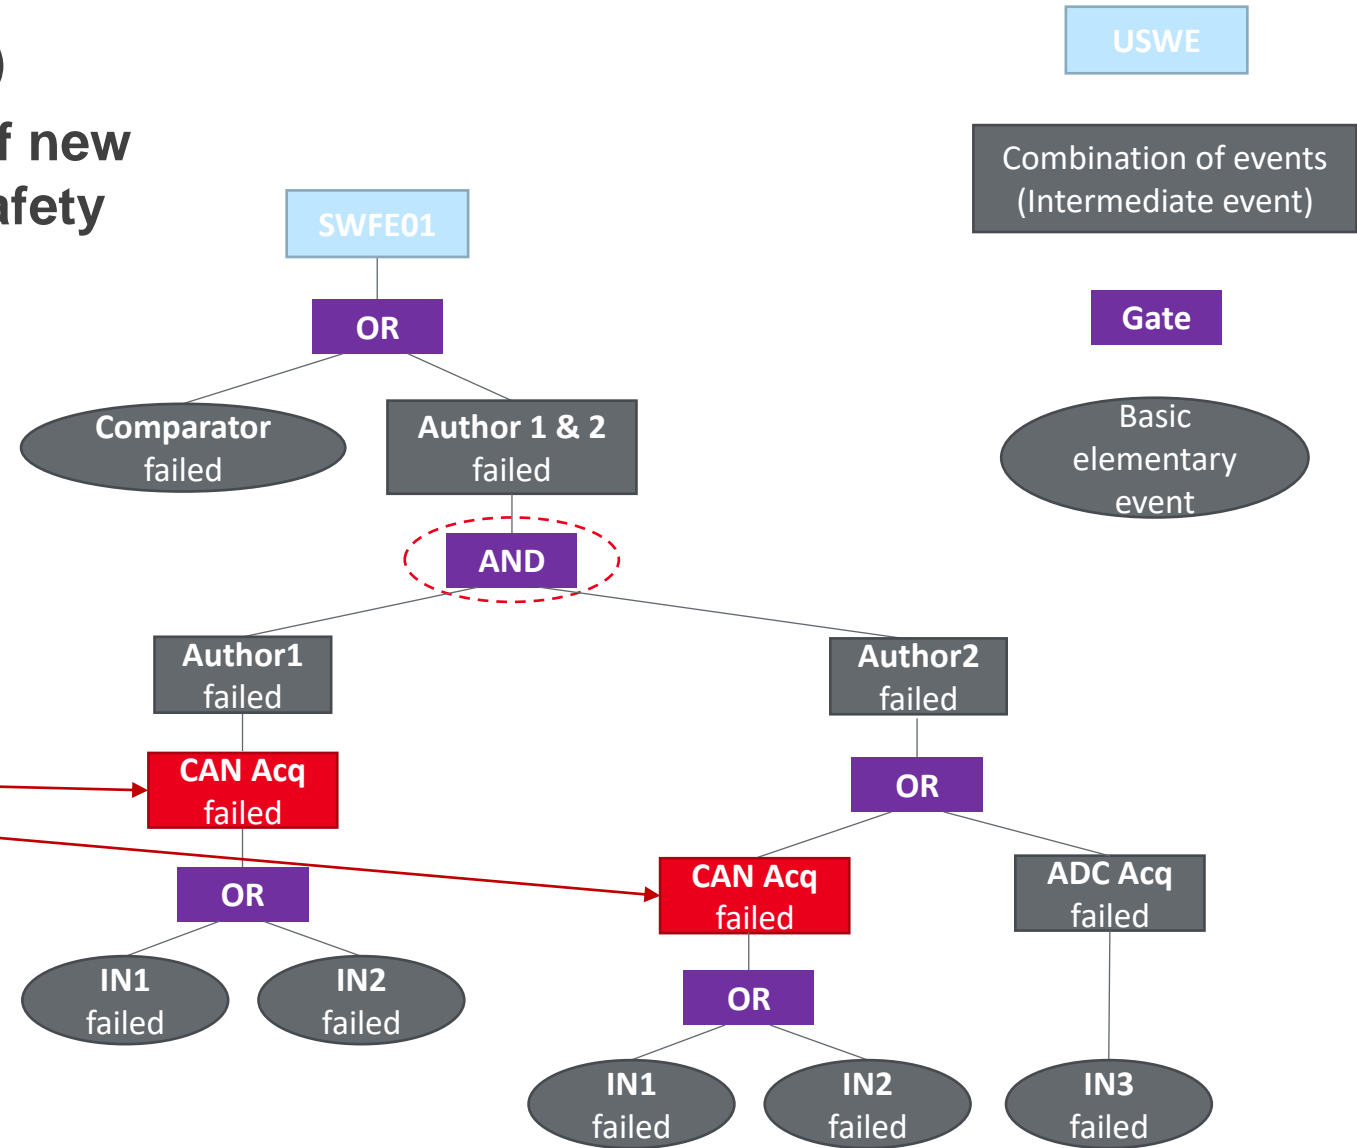 )
f new
afety
USWE
Combination of events
(Intermediate event)
Gate
Basic
elementary
event
SWFE01
OR
Comparator
failed
Author 1 & 2
failed
AND
Author1
failed
Author2
failed
CAN Acq
failed
OR
OR
CAN Acq
failed
ADC Acq
failed
IN1
failed
IN2
failed
OR
IN1
failed
IN2
failed
IN3
failed